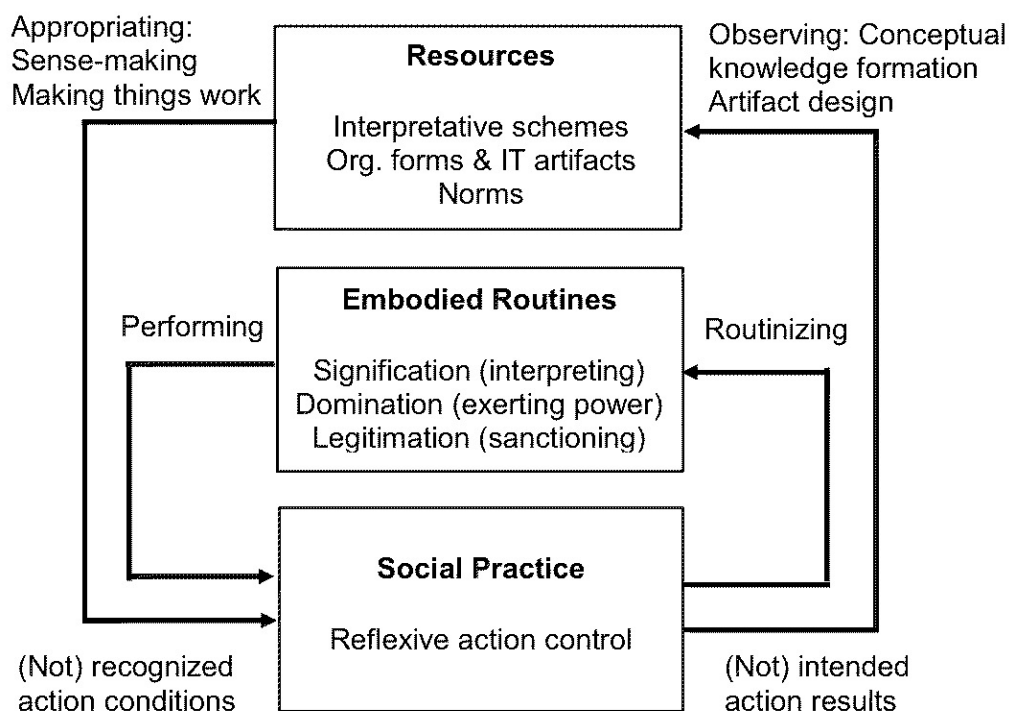 Appropriating:
Sense-making
Making things work
Resources
Interpretative schemes
Org. forms & IT artifacts
Norms
Observing: Conceptual
knowledge formation
Artifact design
Performing
Embodied Routines
Signification (interpreting)
Domination (exerting power)
Legitimation (sanctioning)
Routinizing
Social Practice
Reflexive action control
(Not) recognized
action conditions
(Not) intended
action results